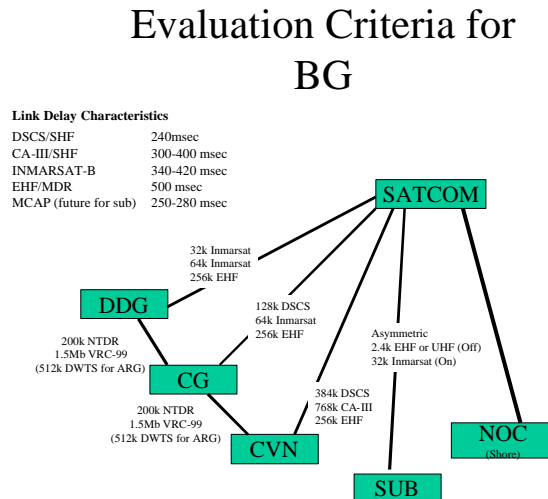 Evaluation Criteria for
BG
Link Delay Characteristics
DSCS/SHF 240msec
CA-III/SHF 300-400 msec
INMARSAT-B 340-420 msec
EHF/MDR 500 msec
MCAP (future for sub) 250-280 msec
SATCOM
32k Inmarsat
64k Inmarsat
256k EHF
DDG
128k DSCS
64k Inmarsat
256k EHF
200k NTDR
1.5Mb VRC-99
(512k DWTS for ARG)
Asymmetric
2.4k EHF or UHF (Off)
32k Inmarsat (On)
CG
384k DSCS
768k CA-III
256k EHF
200k NTDR
1.5Mb VRC-99
(512k DWTS for ARG)
CVN
NOC
(Shore)
SUB